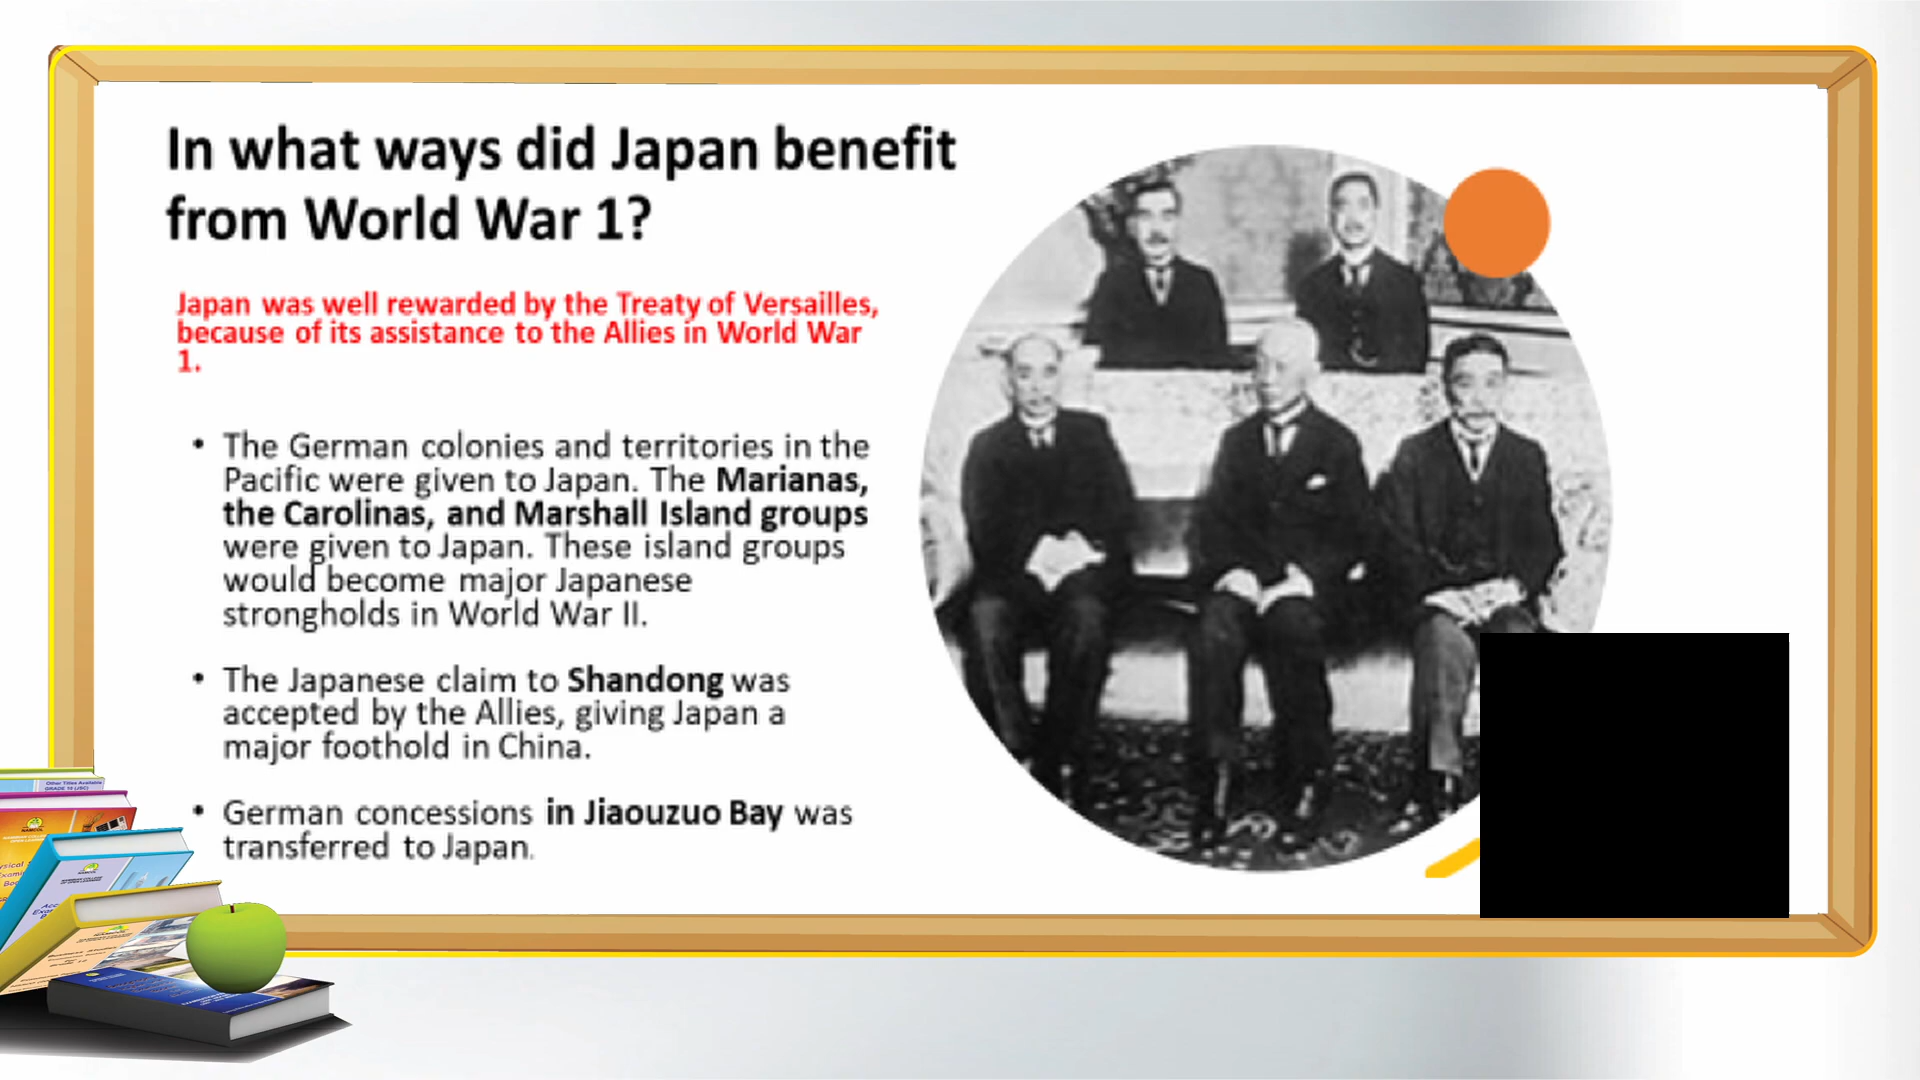 In what ways did Japan benefit
from World War 1?
Japan was well rewarded by the Treaty of Versailles,
because of its assistance to the Allies in World War
1.
• The German colonies and territories in the
Pacific were given to Japan. The Marianas,
the Carolinas, and Marshall Island groups
were given to Japan. These island groups
would become major Japanese
strongholds in World War II.
• The Japanese claim to Shandong was
accepted by the Allies, giving Japan a
major foothold in China.
• German concessions in Jiaouzuo Bay was
transferred to Japan.
Other Titles Available
NAMCOL